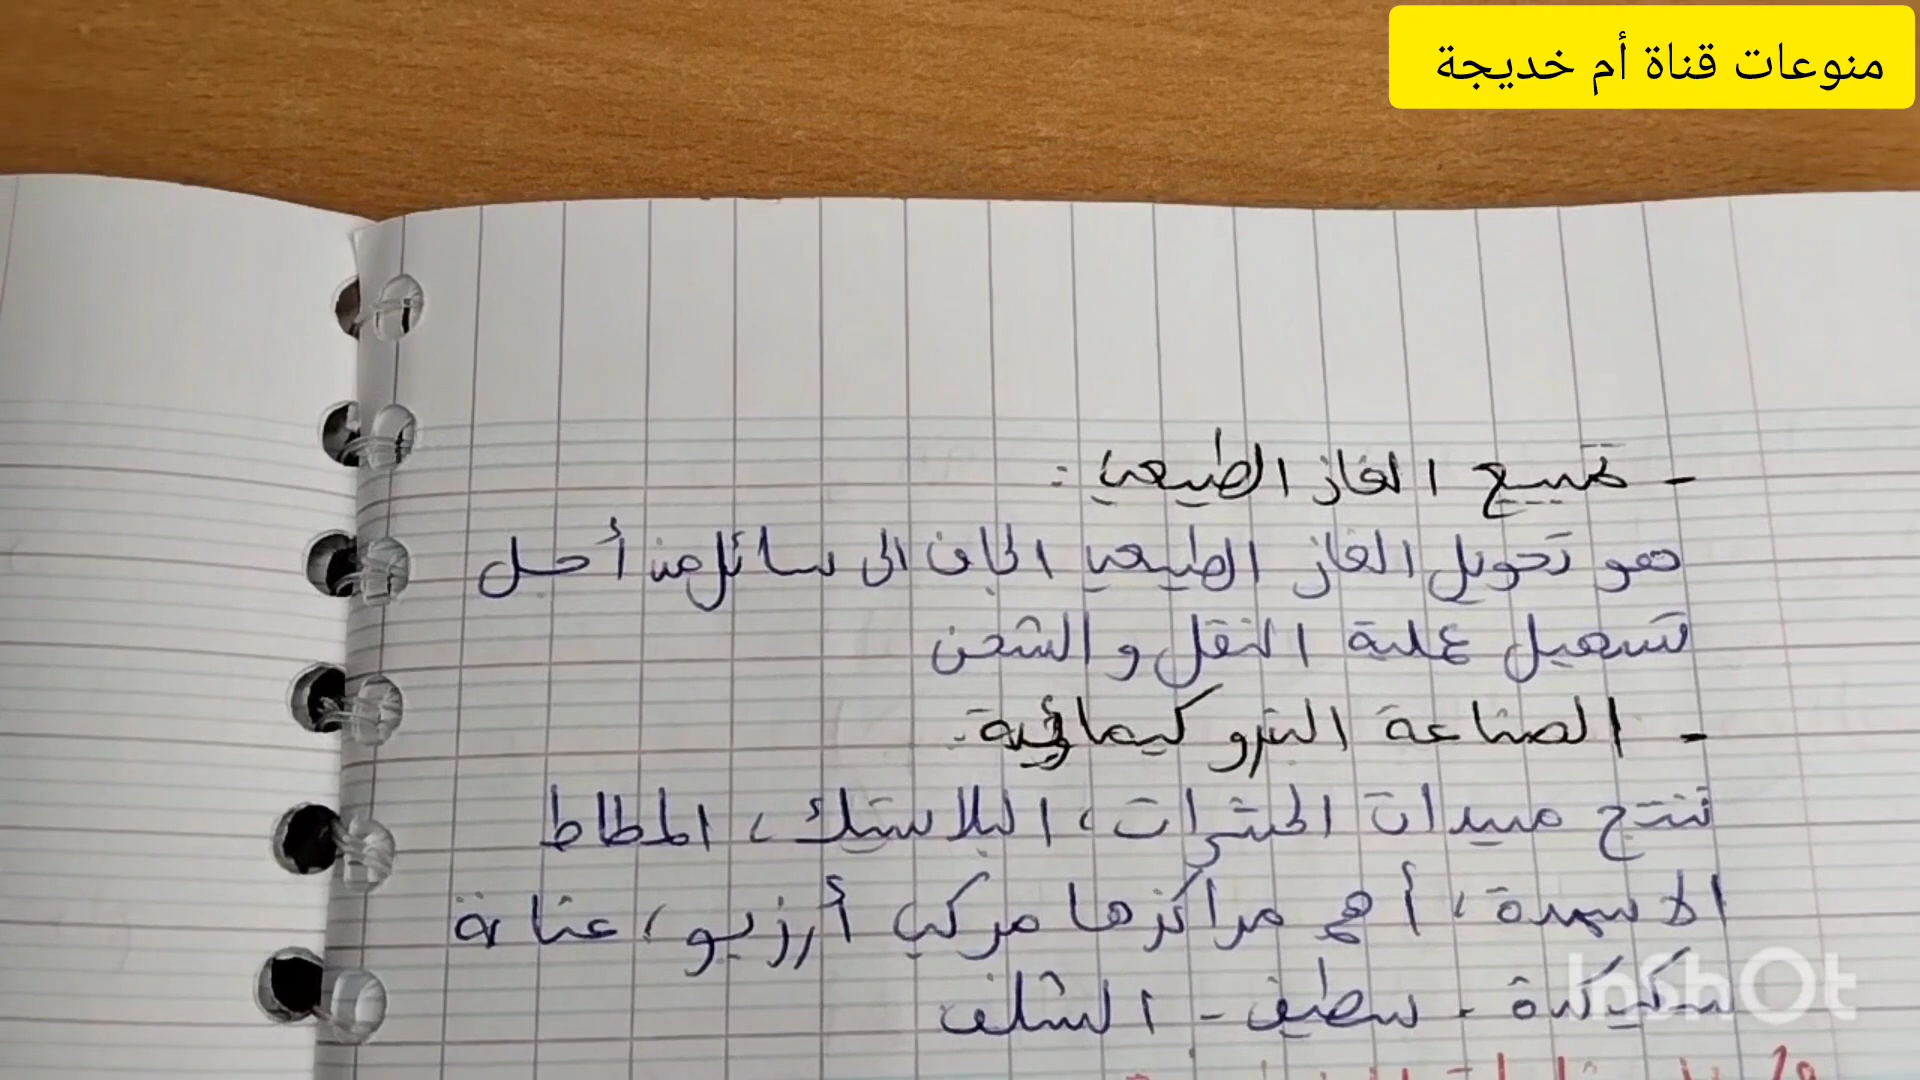 منوعات قناة أم خديجة
- تمييع الغاز الطبيعي :
هو تحويل الغاز الطبيعي الجاف الى سائل من أجل
تسهيل عملية النقل والشحن
- الصناعة البتروكيمائية :
تنتج مبيدات الحشرات، البلاستيك، المطاط
الاسمدة، أهم مراكزها مركب أرزيو، عنابة
سكيكدة - سطيف - الشلف
InShOt